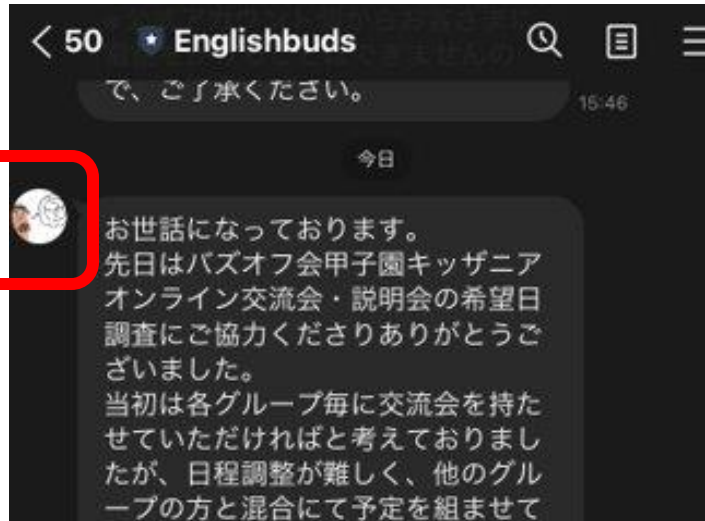 50 Englishbuds
で、ご了承ください。
15:46
今日
お世話になっております。
先日はバズオフ会甲子園キッザニア
オンライン交流会・説明会の希望日
調査にご協力くださりありがとうご
ざいました。
当初は各グループ毎に交流会を持た
せていただければと考えておりまし
たが、日程調整が難しく、他のグル
ープの方と混合にて予定を組ませて